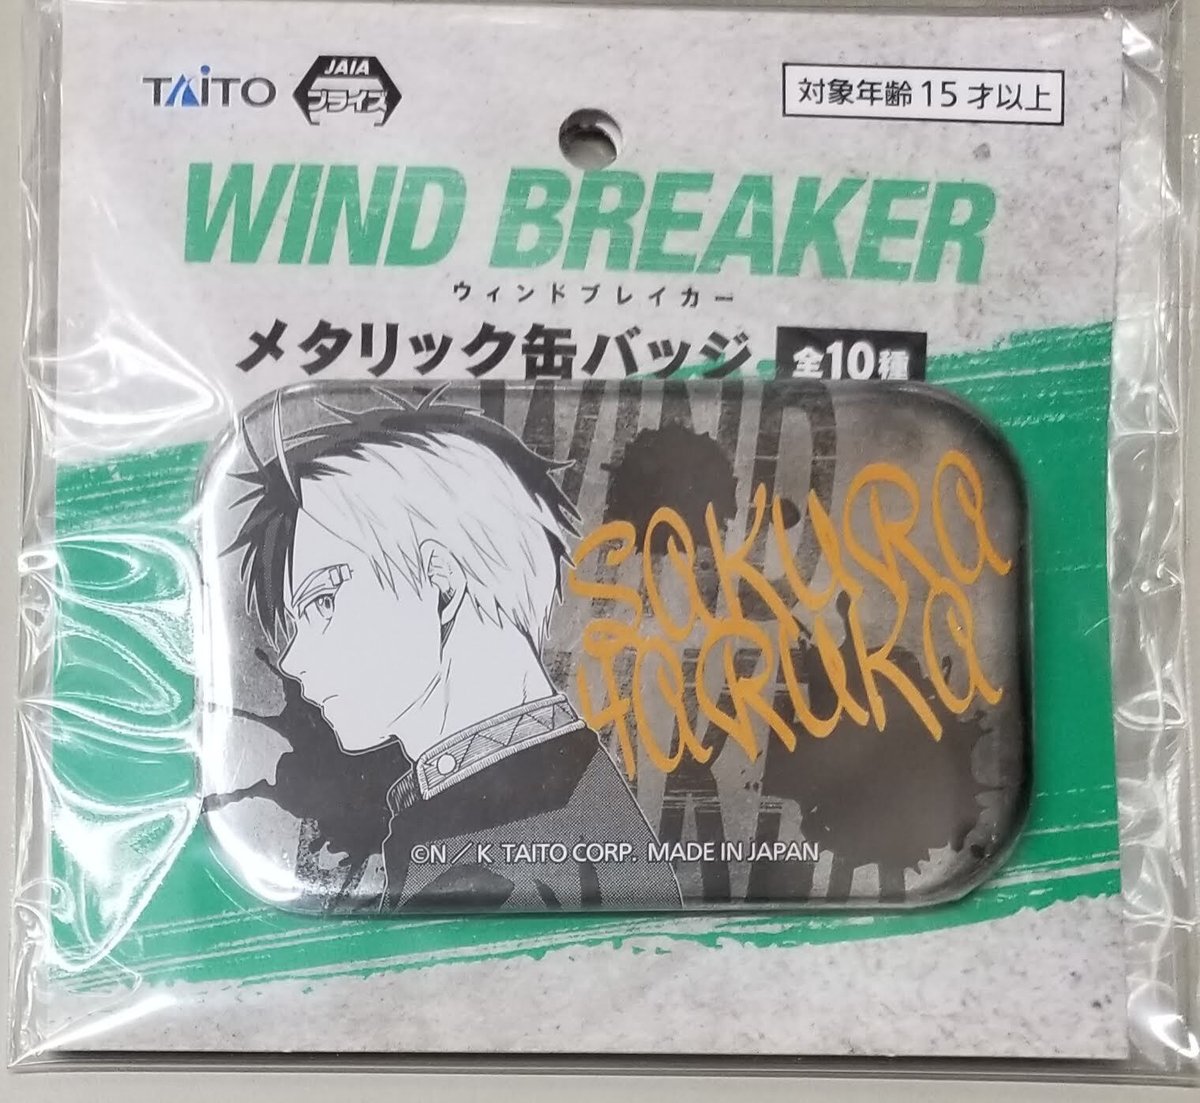 TAITO
JAIA
プライズ
対象年齢15才以上
WIND BREAKER
ウィンドブレイカー
メタリック缶バッジ
全10種
WIND
SAKURA
HARUKA
©N/K TAITO CORP. MADE IN JAPAN